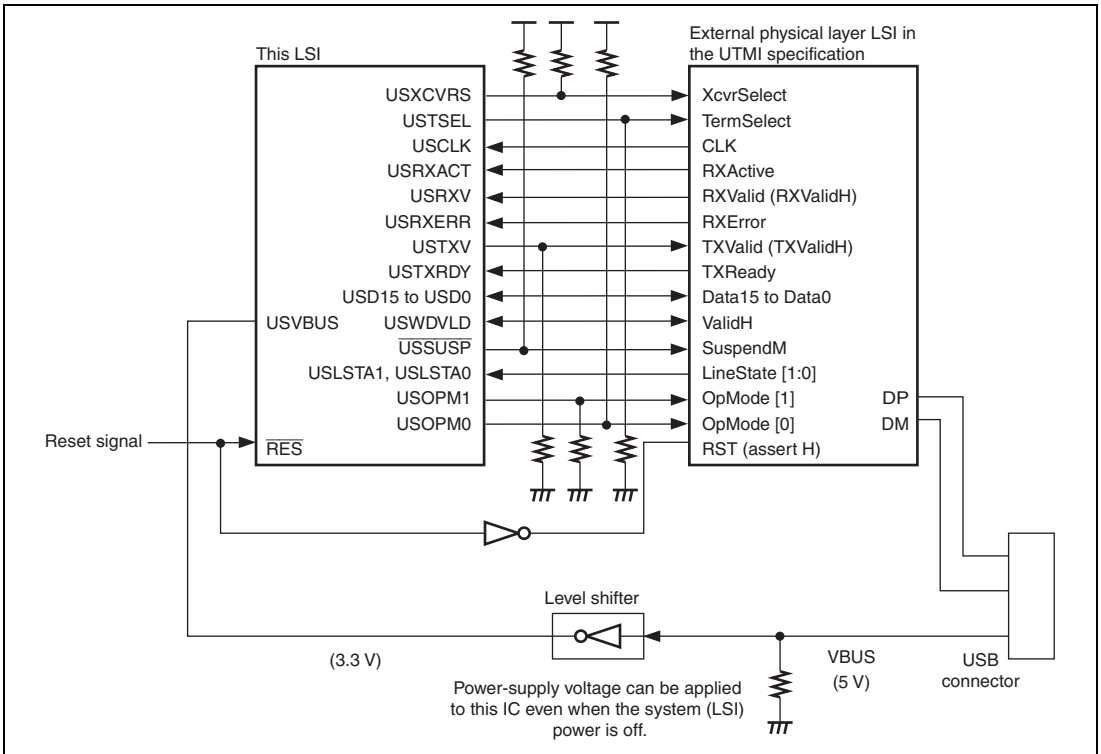 This LSI
External physical layer LSI in
the UTMI specification
USXCVRS
XcvrSelect
USTSEL
TermSelect
USCLK
CLK
USRXACT
RXActive
USRXV
RXValid (RXValidH)
USRXERR
RXError
USTXV
TXValid (TXValidH)
USTXRDY
TXReady
USD15 to USD0
Data15 to Data0
USVBUS
USWDVLD
ValidH
USSUSP
SuspendM
USLSTA1, USLSTA0
LineState [1:0]
USOPM1
OpMode [1]
DP
USOPM0
OpMode [0]
DM
Reset signal
RES
RST (assert H)
Level shifter
(3.3 V)
VBUS
(5 V)
USB
connector
Power-supply voltage can be applied
to this IC even when the system (LSI)
power is off.